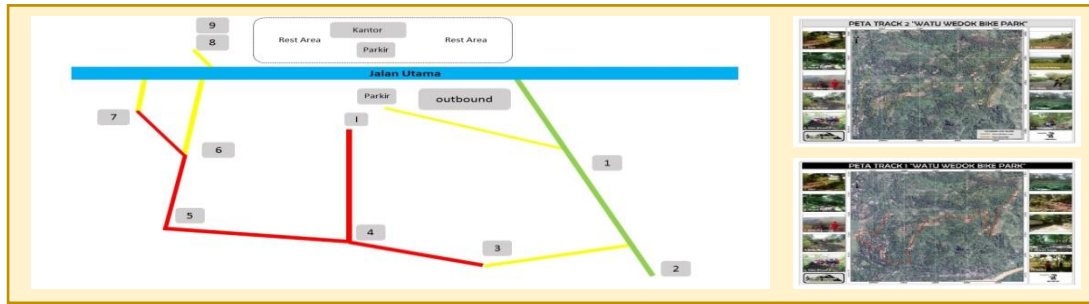 9
8
Kantor
Rest Area
Rest Area
Parkir
Jalan Utama
Parkir
outbound
I
7
6
1
5
4
3
2
PETA TRACK 2 "WATU WEDOK BIKE PARK"
PETA TRACK 1 "WATU WEDOK BIKE PARK"